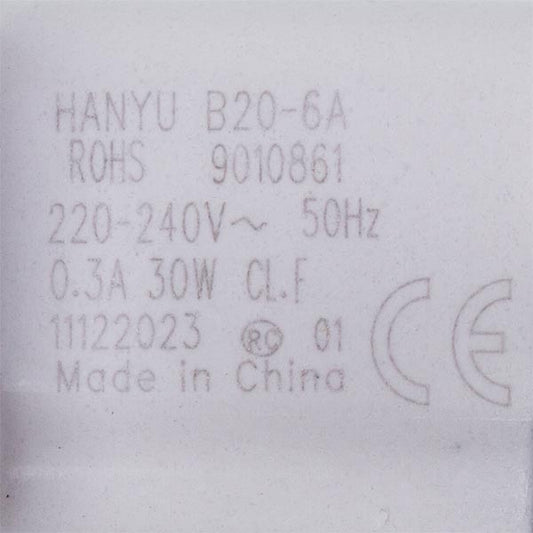 HANYU B20-6A
ROHS 9010861
220-240V~ 50Hz
0.3A 30W CL.F
11122023 RC 01
Made in China
CE